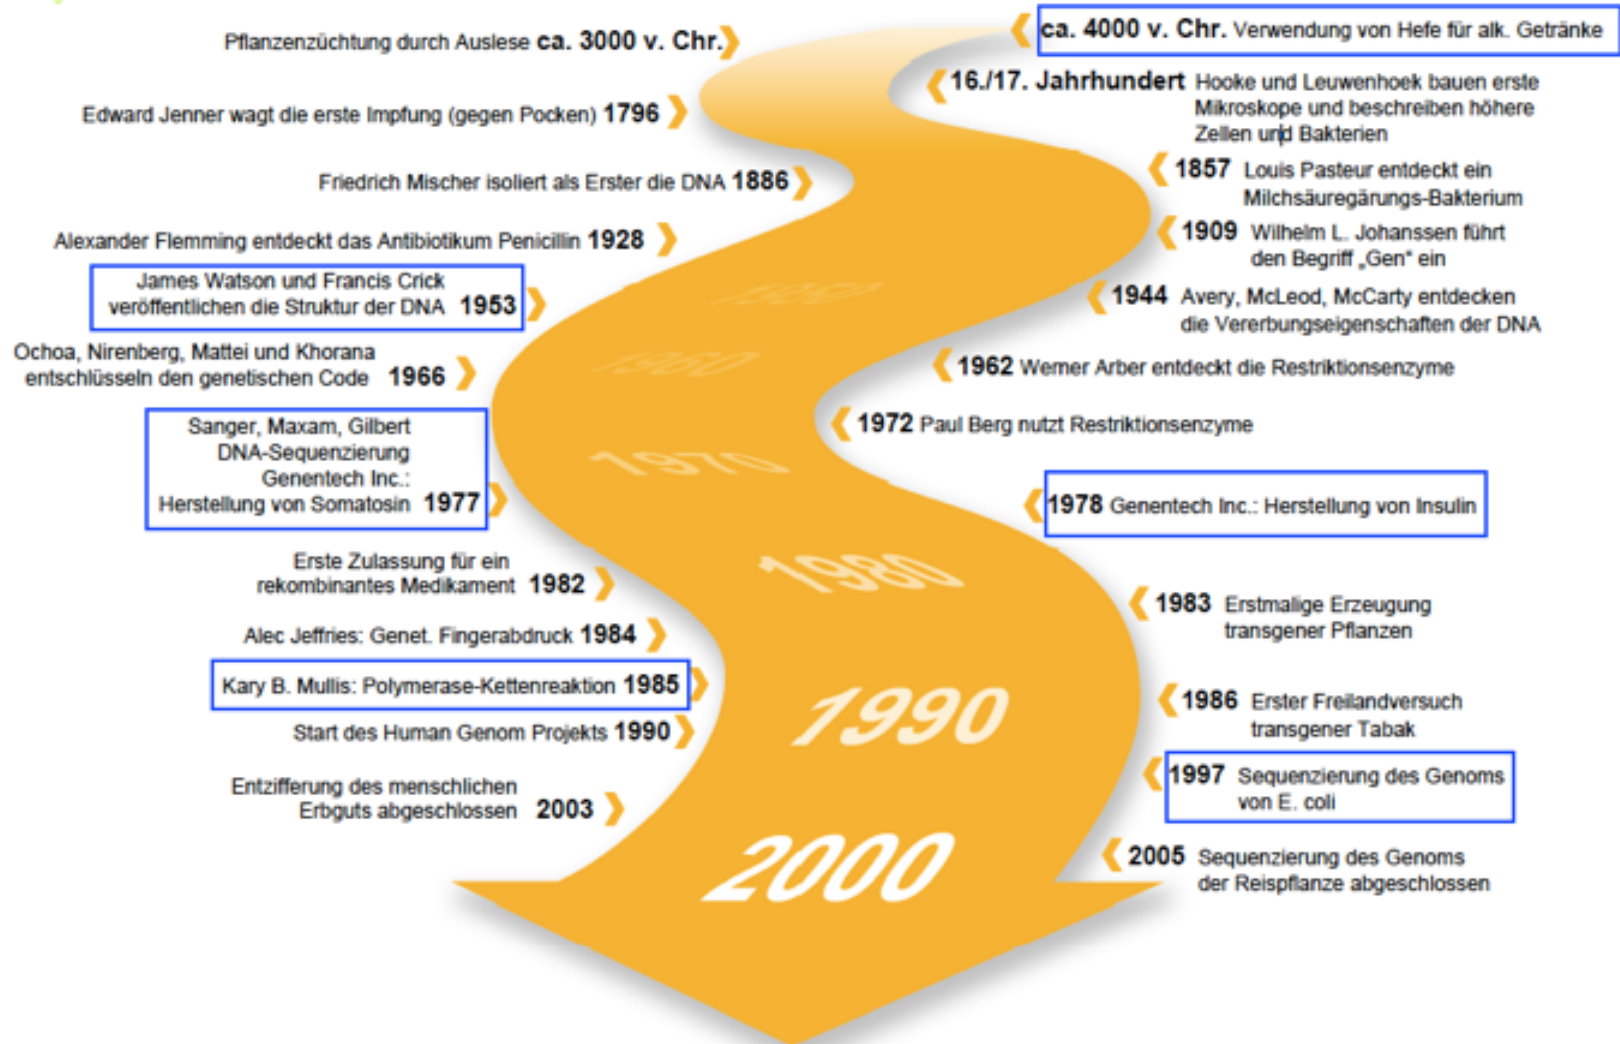 Pflanzenzüchtung durch Auslese ca. 3000 v. Chr.
ca. 4000 v. Chr. Verwendung von Hefe für alk. Getränke
16./17. Jahrhundert Hooke und Leuwenhoek bauen erste
Mikroskope und beschreiben höhere
Zellen und Bakterien
Edward Jenner wagt die erste Impfung (gegen Pocken) 1796
1857 Louis Pasteur entdeckt ein
Milchsäuregärungs-Bakterium
Friedrich Mischer isoliert als Erster die DNA 1886
1909 Wilhelm L. Johanssen führt
den Begriff „Gen“ ein
Alexander Flemming entdeckt das Antibiotikum Penicillin 1928
1944 Avery, McLeod, McCarty entdecken
die Vererbungseigenschaften der DNA
James Watson und Francis Crick
veröffentlichen die Struktur der DNA 1953
1960
Ochoa, Nirenberg, Mattei und Khorana
entschlüsseln den genetischen Code 1966
1962 Werner Arber entdeckt die Restriktionsenzyme
1972 Paul Berg nutzt Restriktionsenzyme
1970
Sanger, Maxam, Gilbert
DNA-Sequenzierung
Genentech Inc.:
Herstellung von Somatosin 1977
1978 Genentech Inc.: Herstellung von Insulin
1980
Erste Zulassung für ein
rekombinantes Medikament 1982
1983 Erstmalige Erzeugung
transgener Pflanzen
Alec Jeffries: Genet. Fingerabdruck 1984
Kary B. Mullis: Polymerase-Kettenreaktion 1985
1986 Erster Freilandversuch
transgener Tabak
1990
Start des Human Genom Projekts 1990
1997 Sequenzierung des Genoms
von E. coli
Entzifferung des menschlichen
Erbguts abgeschlossen 2003
2000
2005 Sequenzierung des Genoms
der Reispflanze abgeschlossen